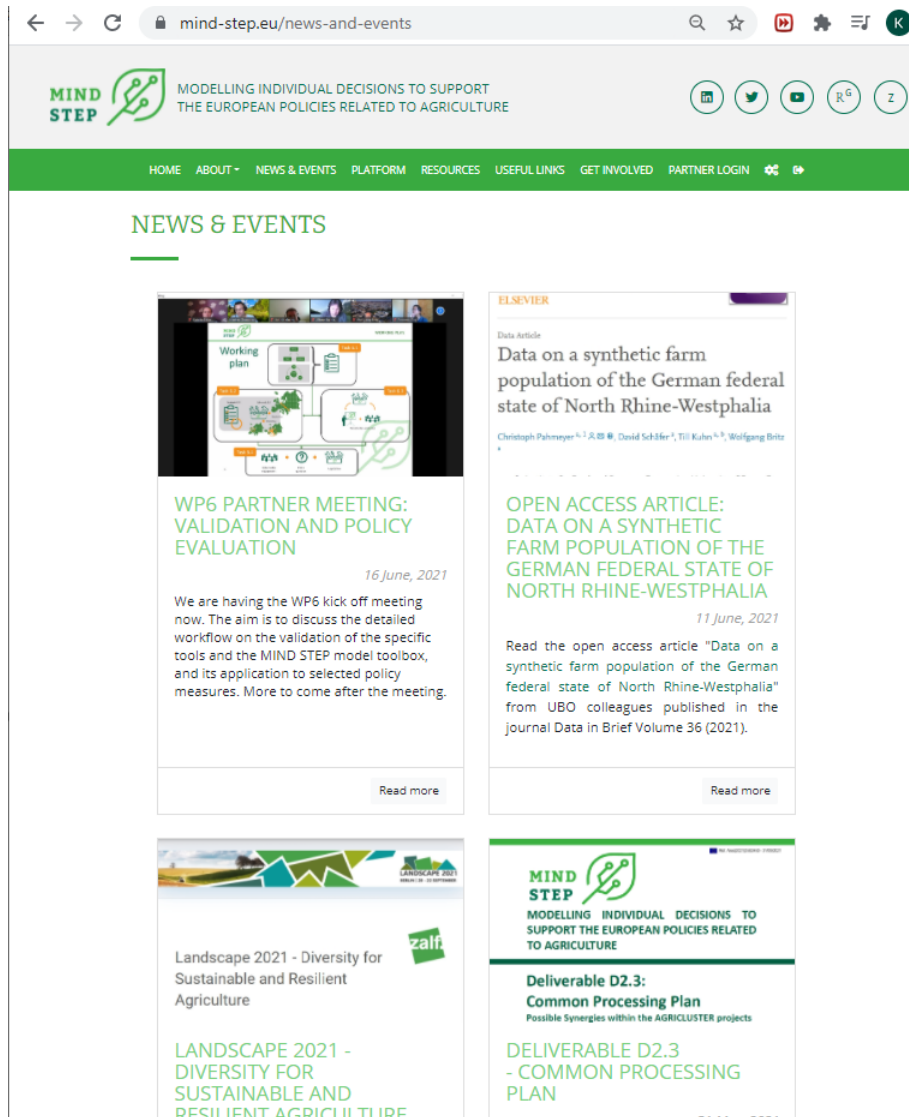 mind-step.eu/news-and-events
K
MIND
STEP
MODELLING INDIVIDUAL DECISIONS TO SUPPORT
THE EUROPEAN POLICIES RELATED TO AGRICULTURE
in
R^G
Z
HOME ABOUT NEWS & EVENTS PLATFORM RESOURCES USEFUL LINKS GET INVOLVED PARTNER LOGIN
NEWS & EVENTS
MIND
STEP
Working
plan
WP6 PARTNER MEETING:
VALIDATION AND POLICY
EVALUATION
16 June, 2021
We are having the WP6 kick off meeting
now. The aim is to discuss the detailed
workflow on the validation of the specific
tools and the MIND STEP model toolbox,
and its application to selected policy
measures. More to come after the meeting.
Read more
ELSEVIER
Data Article
Data on a synthetic farm
population of the German federal
state of North Rhine-Westphalia
Christoph Pahmeyer, David Schäfer, Till Kuhn, Wolfgang Britz
OPEN ACCESS ARTICLE:
DATA ON A SYNTHETIC
FARM POPULATION OF THE
GERMAN FEDERAL STATE OF
NORTH RHINE-WESTPHALIA
11 June, 2021
Read the open access article "Data on a
synthetic farm population of the German
federal state of North Rhine-Westphalia"
from UBO colleagues published in the
journal Data in Brief Volume 36 (2021).
Read more
LANDSCAPE 2021
zalf
Landscape 2021 - Diversity for
Sustainable and Resilient
Agriculture
LANDSCAPE 2021 -
DIVERSITY FOR
SUSTAINABLE AND
RESILIENT AGRICULTURE
MIND
STEP
MODELLING INDIVIDUAL DECISIONS TO
SUPPORT THE EUROPEAN POLICIES RELATED
TO AGRICULTURE
Deliverable D2.3:
Common Processing Plan
Possible Synergies within the AGRICLUSTER projects
DELIVERABLE D2.3
- COMMON PROCESSING
PLAN